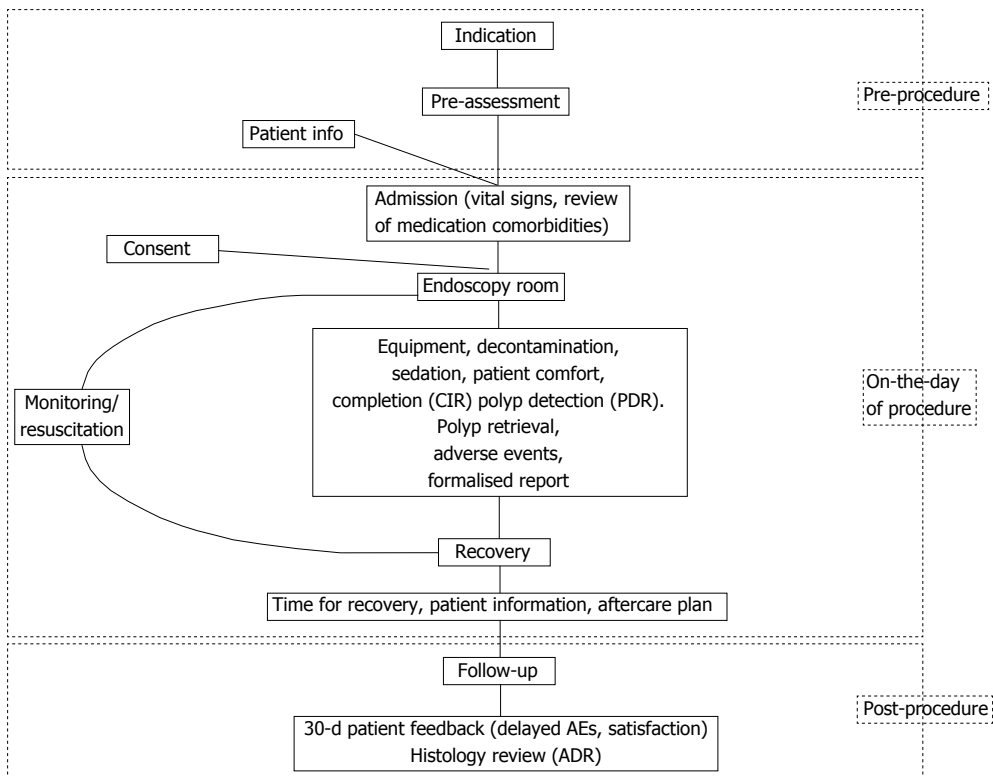 Indication
Pre-assessment
Pre-procedure
Patient info
Admission (vital signs, review
of medication comorbidities)
Consent
Endoscopy room
Equipment, decontamination,
sedation, patient comfort,
completion (CIR) polyp detection (PDR).
Polyp retrieval,
adverse events,
formalised report
On-the-day
of procedure
Monitoring/
resuscitation
Recovery
Time for recovery, patient information, aftercare plan
Follow-up
Post-procedure
30-d patient feedback (delayed AEs, satisfaction)
Histology review (ADR)